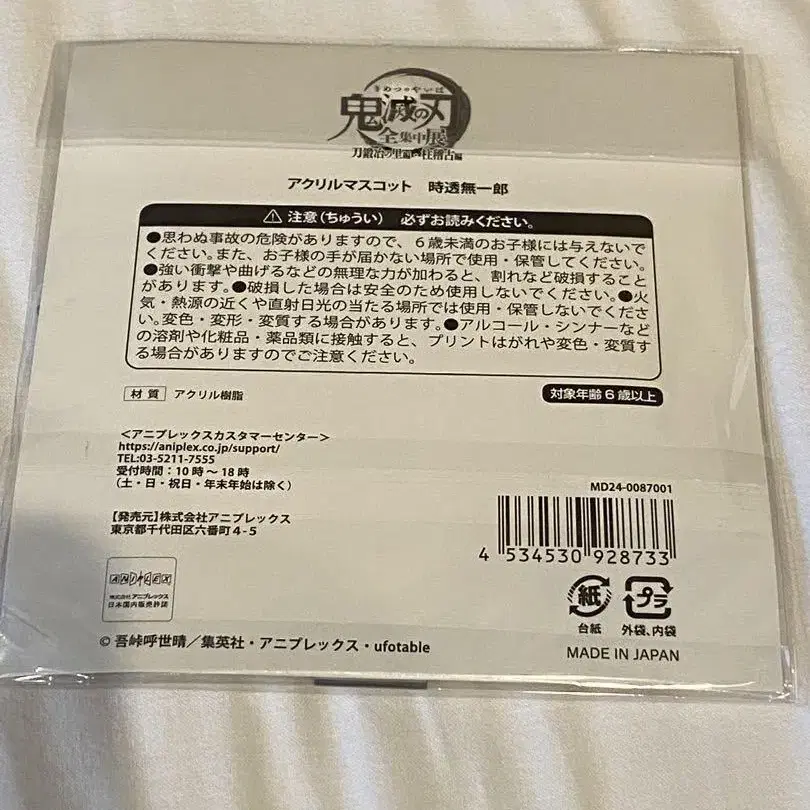 きめつのやいば
鬼滅の刃
全集中展
刀鍛冶の里編・柱稽古編
アクリルマスコット 時透無一郎
⚠ 注意(ちゅうい) 必ずお読みください。
●思わぬ事故の危険がありますので、6歳未満のお子様には与えないで
ください。また、お子様の手が届かない場所で使用・保管してください。
●強い衝撃や曲げるなどの無理な力が加わると、割れなど破損すること
があります。●破損した場合は安全のため使用しないでください。●火
気・熱源の近くや直射日光の当たる場所では使用・保管しないでくださ
い。変色・変形・変質する場合があります。●アルコール・シンナーなど
の溶剤や化粧品・薬品類に接触すると、プリントはがれや変色・変質す
る場合がありますのでご注意ください。
材質 アクリル樹脂
対象年齢6歳以上
<アニプレックスカスタマーセンター>
https://aniplex.co.jp/support/
TEL:03-5211-7555
受付時間:10時～18時
(土・日・祝日・年末年始は除く)
【発売元】株式会社アニプレックス
東京都千代田区六番町4-5
MD24-0087001
4 534530 928733
ANIPLEX
株式会社アニプレックス
日本国内販売許諾
紙
台紙
プラ
外袋、内袋
© 吾峠呼世晴／集英社・アニプレックス・ufotable
MADE IN JAPAN